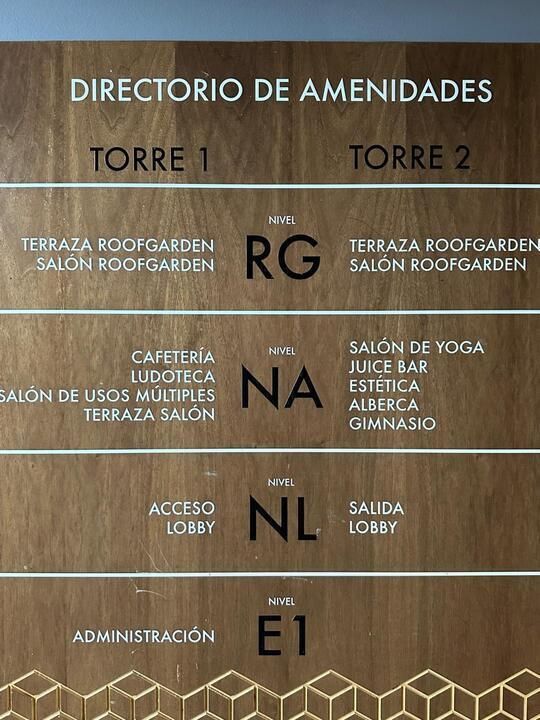 DIRECTORIO DE AMENIDADES
TORRE 1
TORRE 2
TERRAZA ROOFGARDEN
SALÓN ROOFGARDEN
NIVEL
RG
TERRAZA ROOFGARDEN
SALÓN ROOFGARDEN
CAFETERÍA
LUDOTECA
SALÓN DE USOS MÚLTIPLES
TERRAZA SALÓN
NIVEL
NA
SALÓN DE YOGA
JUICE BAR
ESTÉTICA
ALBERCA
GIMNASIO
ACCESO
LOBBY
NIVEL
NL
SALIDA
LOBBY
ADMINISTRACIÓN
NIVEL
E1